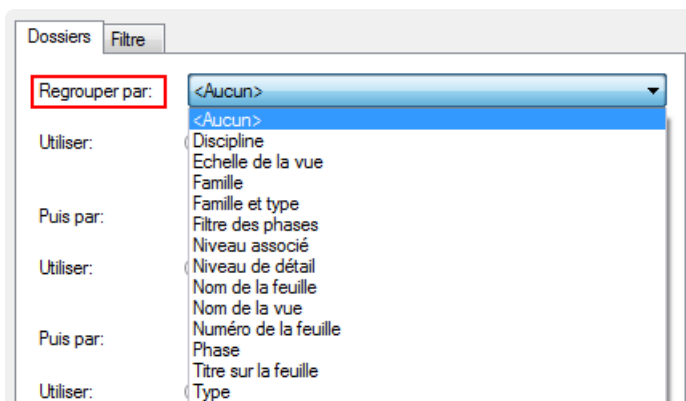 Dossiers Filtre
Regrouper par: <Aucun>
<Aucun>
Utiliser: Discipline
Echelle de la vue
Famille
Famille et type
Puis par: Filtre des phases
Niveau associé
Utiliser: Niveau de détail
Nom de la feuille
Nom de la vue
Numéro de la feuille
Puis par: Phase
Titre sur la feuille
Utiliser: Type